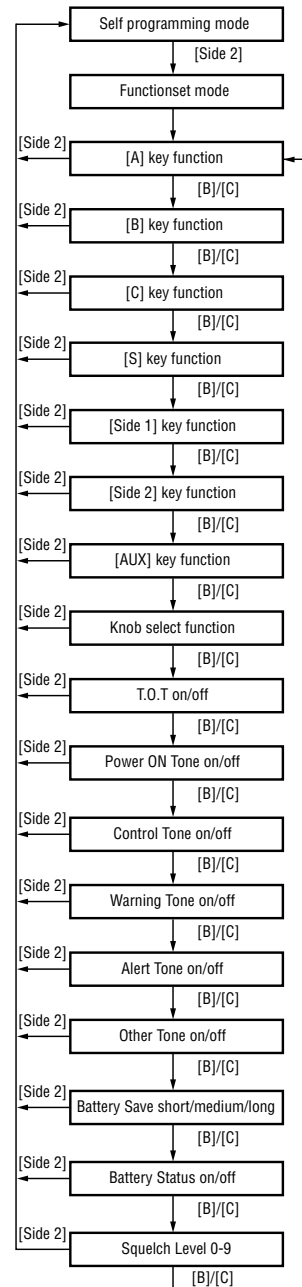 Self programming mode
[Side 2]
Functionset mode
[Side 2]
[A] key function
[B]/[C]
[Side 2]
[B] key function
[B]/[C]
[Side 2]
[C] key function
[B]/[C]
[Side 2]
[S] key function
[B]/[C]
[Side 2]
[Side 1] key function
[B]/[C]
[Side 2]
[Side 2] key function
[B]/[C]
[Side 2]
[AUX] key function
[B]/[C]
[Side 2]
Knob select function
[B]/[C]
[Side 2]
T.O.T on/off
[B]/[C]
[Side 2]
Power ON Tone on/off
[B]/[C]
[Side 2]
Control Tone on/off
[B]/[C]
[Side 2]
Warning Tone on/off
[B]/[C]
[Side 2]
Alert Tone on/off
[B]/[C]
[Side 2]
Other Tone on/off
[B]/[C]
[Side 2]
Battery Save short/medium/long
[B]/[C]
[Side 2]
Battery Status on/off
[B]/[C]
[Side 2]
Squelch Level 0-9
[B]/[C]